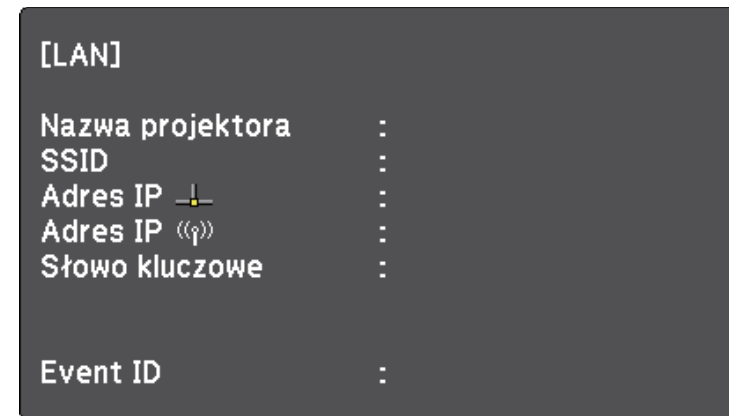 [LAN]
Nazwa projektora :
SSID :
Adres IP :
Adres IP :
Słowo kluczowe :
Event ID :